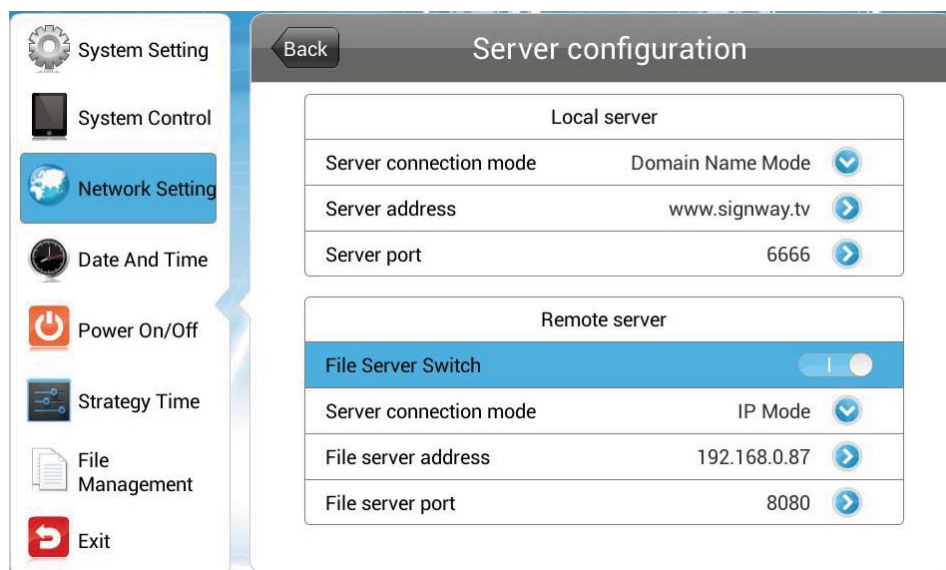 System Setting
System Control
Network Setting
Date And Time
Power On/Off
Strategy Time
File
Management
Exit
Back
Server configuration
Local server
Server connection mode Domain Name Mode
Server address www.signway.tv
Server port 6666
Remote server
File Server Switch
Server connection mode IP Mode
File server address 192.168.0.87
File server port 8080